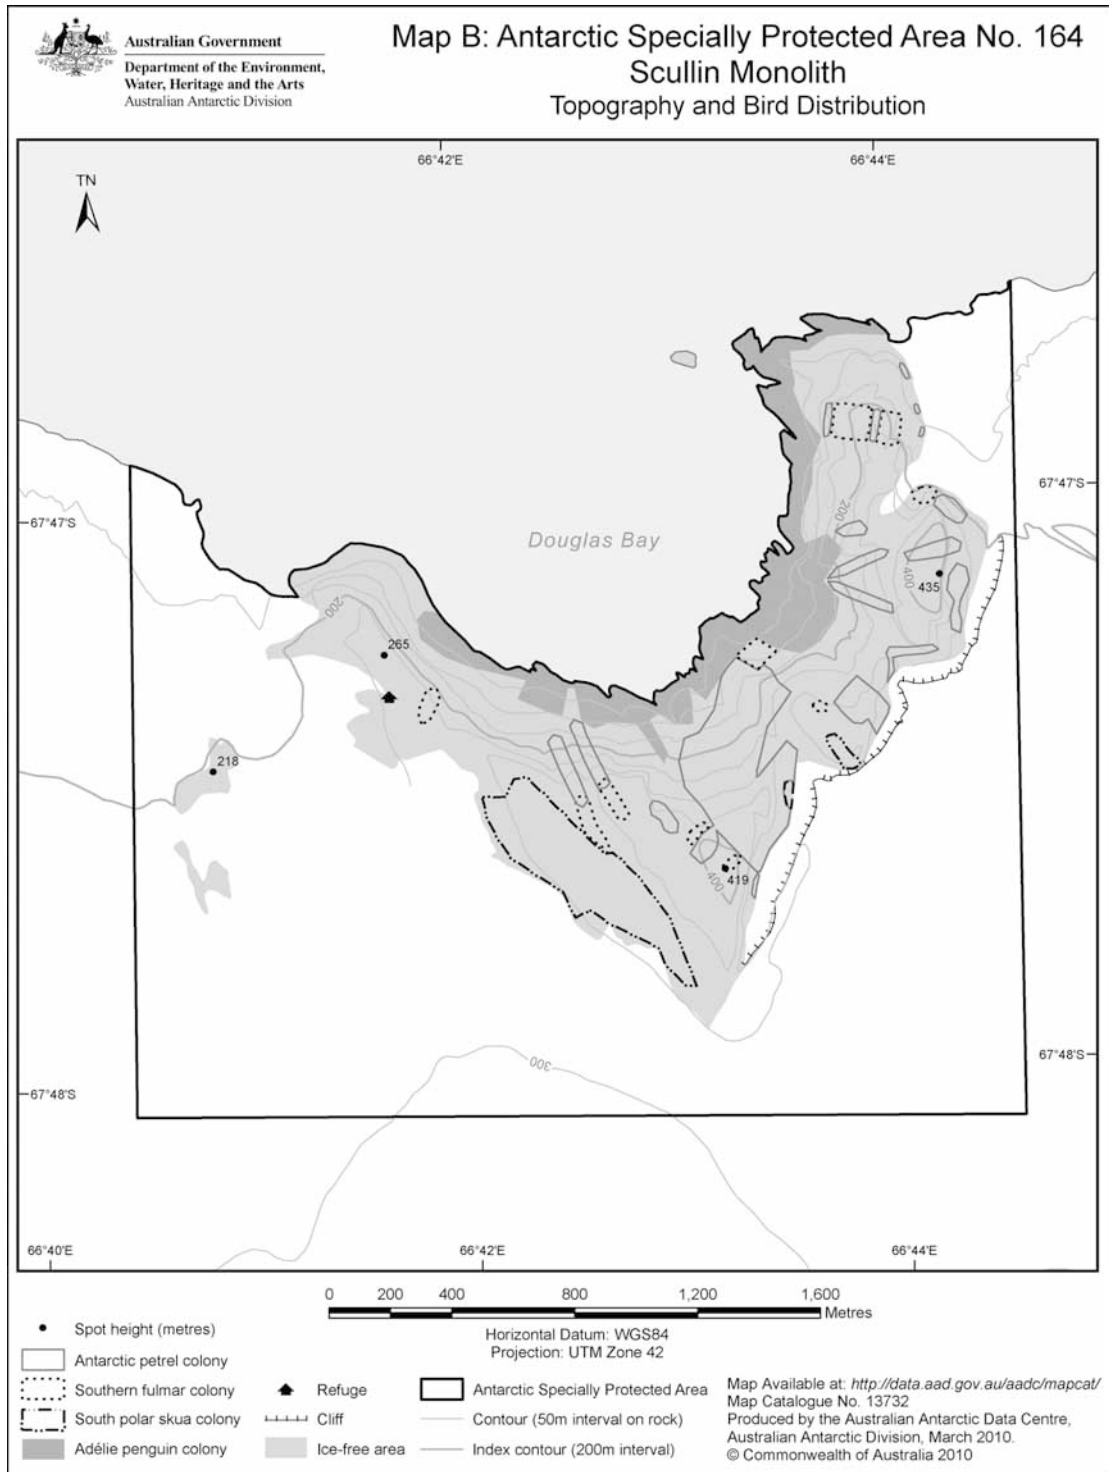 Australian Government
Department of the Environment,
Water, Heritage and the Arts
Australian Antarctic Division
Map B: Antarctic Specially Protected Area No. 164
Scullin Monolith
Topography and Bird Distribution
66°42'E
66°44'E
TN
200
67°47'S
67°47'S
Douglas Bay
400
435
200
265
218
400
419
300
67°48'S
67°48'S
66°40'E
66°42'E
66°44'E
0 200 400 800 1,200 1,600
Metres
Horizontal Datum: WGS84
Projection: UTM Zone 42
Spot height (metres)
Antarctic petrel colony
Southern fulmar colony
South polar skua colony
Adélie penguin colony
Refuge
Cliff
Ice-free area
Antarctic Specially Protected Area
Contour (50m interval on rock)
Index contour (200m interval)
Map Available at: http://data.aad.gov.au/aadc/mapcat/
Map Catalogue No. 13732
Produced by the Australian Antarctic Data Centre,
Australian Antarctic Division, March 2010.
© Commonwealth of Australia 2010